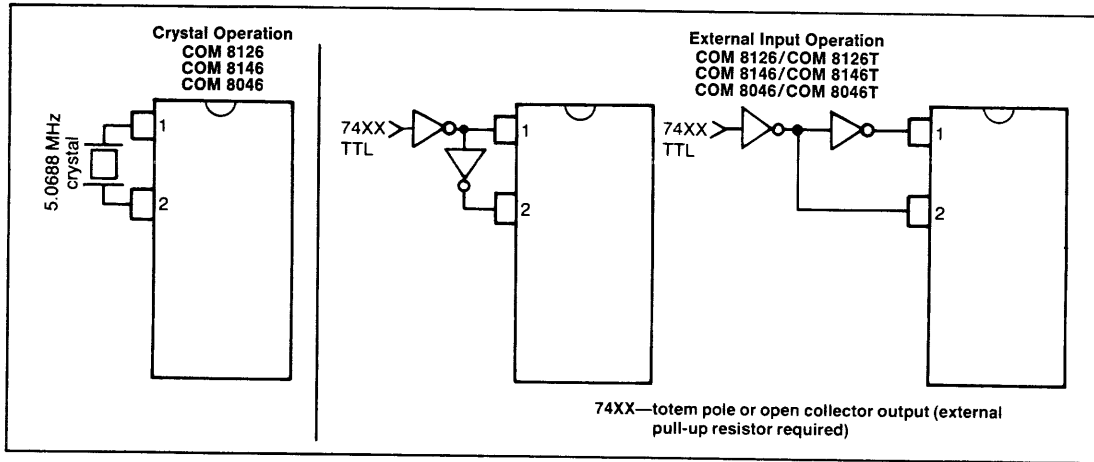 Crystal Operation
COM 8126
COM 8146
COM 8046
5.0688 MHz
crystal
1
2
External Input Operation
COM 8126/COM 8126T
COM 8146/COM 8146T
COM 8046/COM 8046T
74XX
TTL
1
2
74XX
TTL
1
2
74XX—totem pole or open collector output (external
pull-up resistor required)